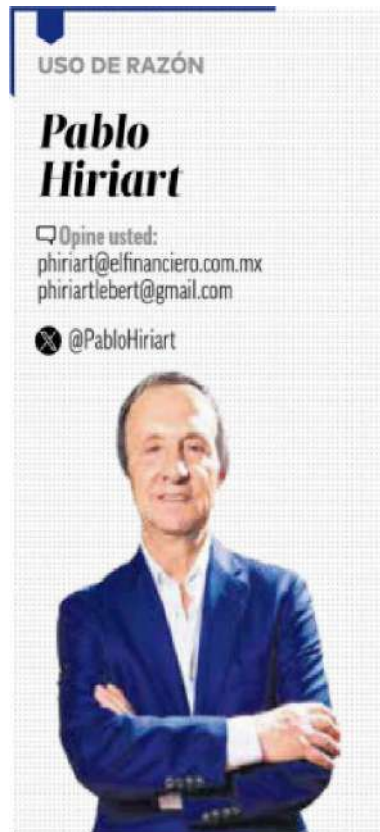 USO DE RAZÓN
Pablo
Hiriart
Opine usted:
phiriart@elfinanciero.com.mx
phiriartlebert@gmail.com
@PabloHiriart